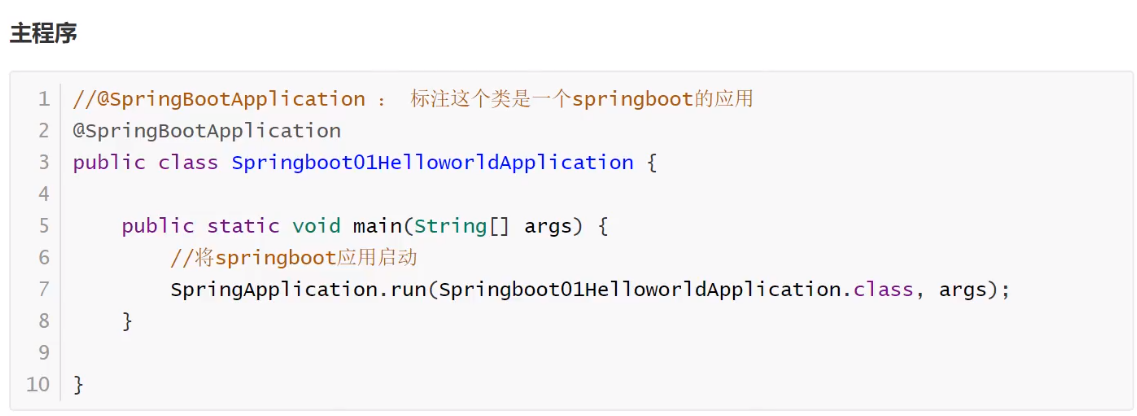 主程序
1 //@SpringBootApplication ： 标注这个类是一个springboot的应用
2 @SpringBootApplication
3 public class Springboot01HelloworldApplication {
4
5     public static void main(String[] args) {
6         //将springboot应用启动
7         SpringApplication.run(Springboot01HelloworldApplication.class, args);
8     }
9
10 }